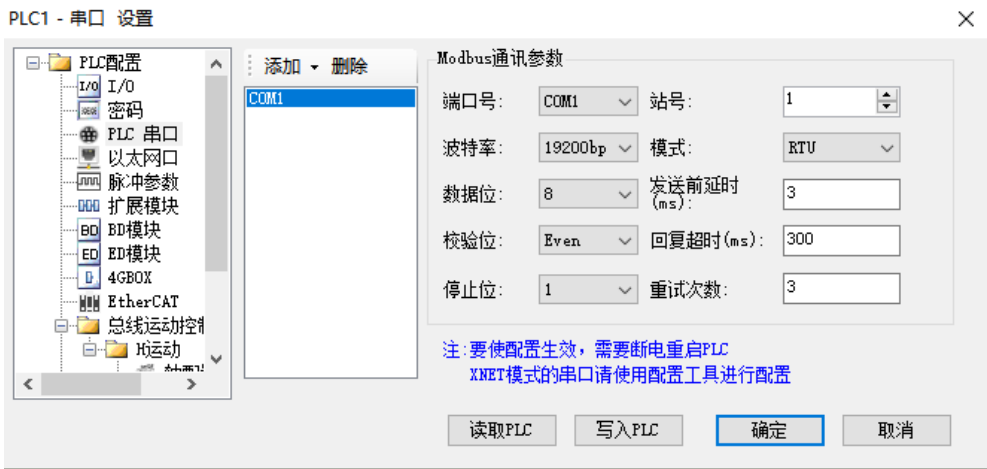 PLC1 - 串口 设置
PLC配置
I/O I/O
密码
PLC 串口
以太网口
脉冲参数
扩展模块
BD BD模块
ED ED模块
4GBOX
EtherCAT
总线运动控制
H运动
添加 删除
COM1
Modbus通讯参数
端口号: COM1 站号: 1
波特率: 19200bp 模式: RTU
数据位: 8 发送前延时(ms): 3
校验位: Even 回复超时(ms): 300
停止位: 1 重试次数: 3
注:要使配置生效，需要断电重启PLC
XNET模式的串口请使用配置工具进行配置
读取PLC 写入PLC 确定 取消